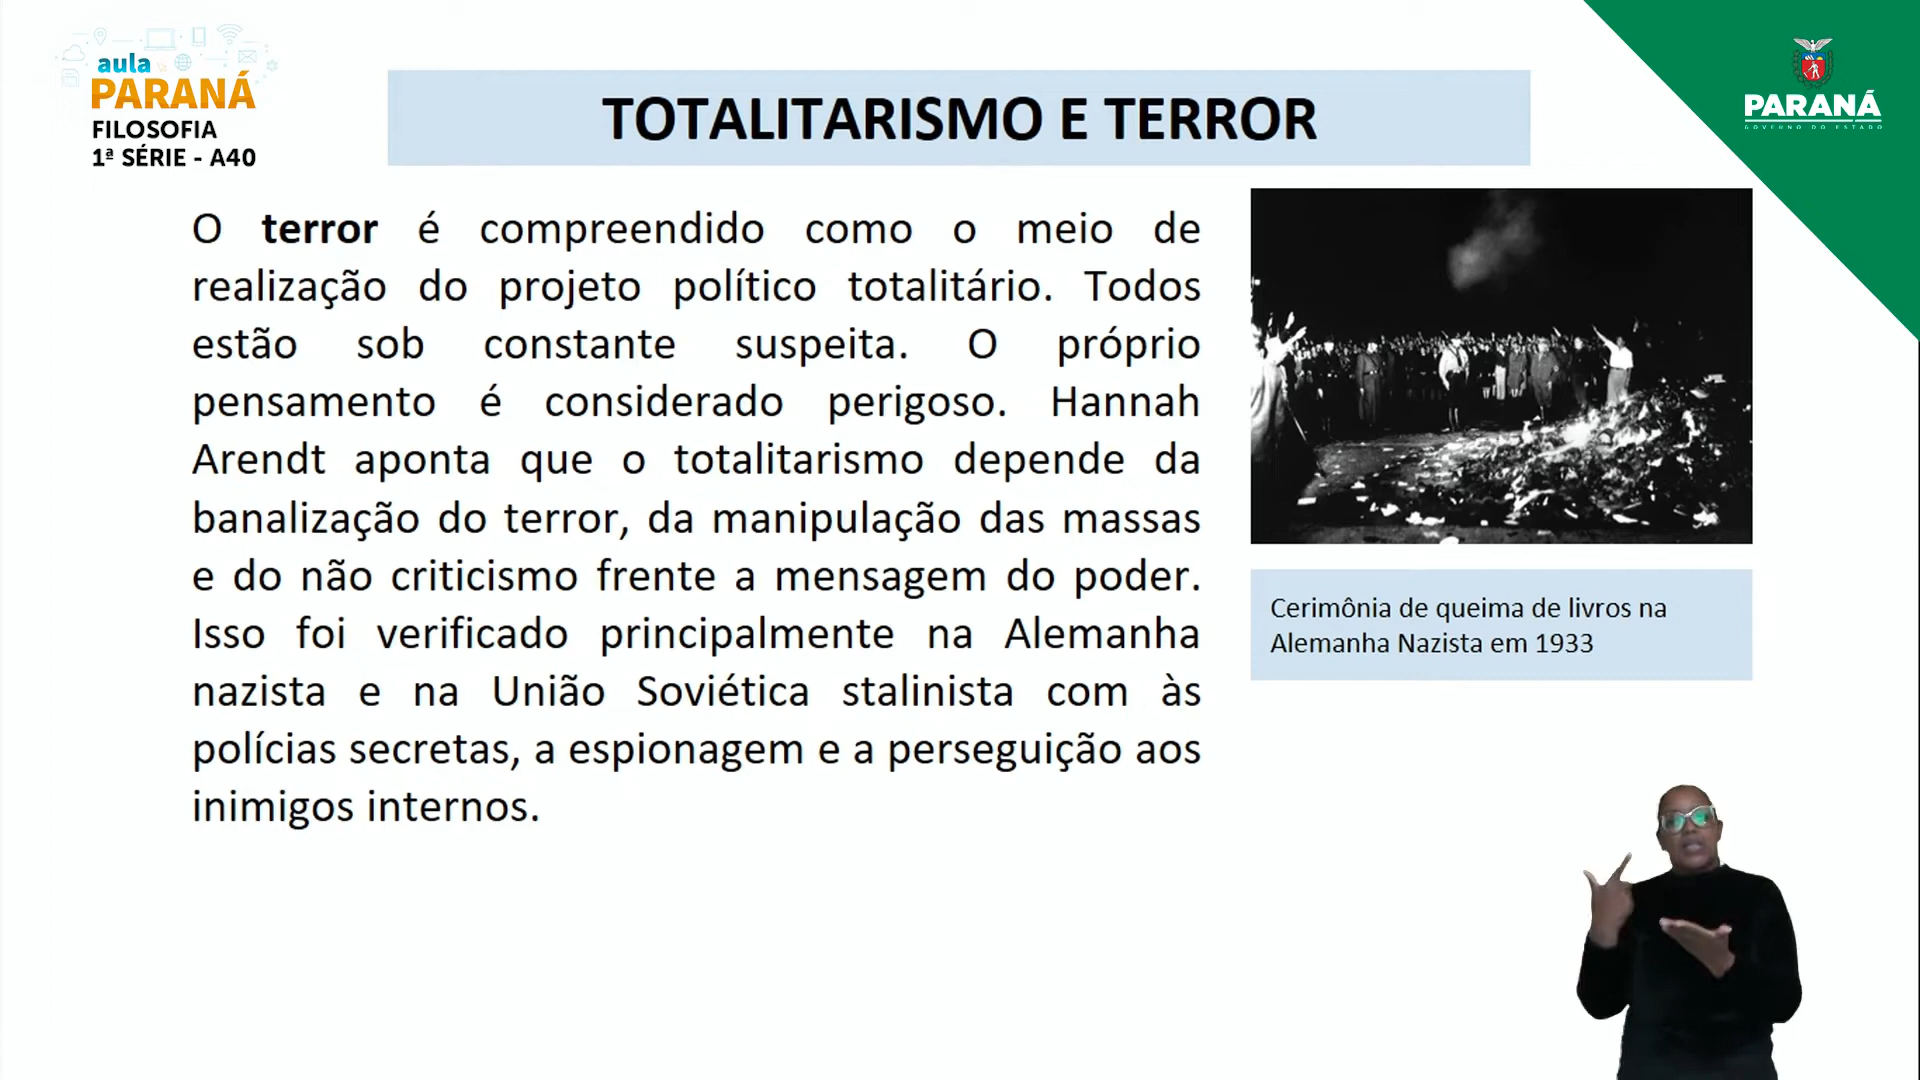 aula
PARANÁ
FILOSOFIA
1ª SÉRIE - A40
TOTALITARISMO E TERROR
PARANÁ
GOVERNO DO ESTADO
O terror é compreendido como o meio de
realização do projeto político totalitário. Todos
estão sob constante suspeita. O próprio
pensamento é considerado perigoso. Hannah
Arendt aponta que o totalitarismo depende da
banalização do terror, da manipulação das massas
e do não criticismo frente a mensagem do poder.
Isso foi verificado principalmente na Alemanha
nazista e na União Soviética stalinista com às
polícias secretas, a espionagem e a perseguição aos
inimigos internos.
Cerimônia de queima de livros na
Alemanha Nazista em 1933